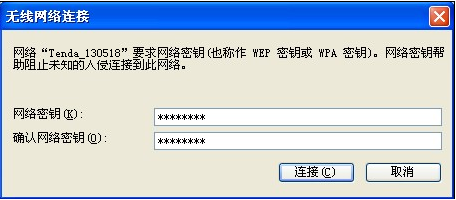 无线网络连接
网络“Tenda_130518”要求网络密钥(也称作 WEP 密钥或 WPA 密钥)。网络密钥帮
助阻止未知的入侵连接到此网络。
网络密钥(K):
********
确认网络密钥(O):
********
连接(C)
取消